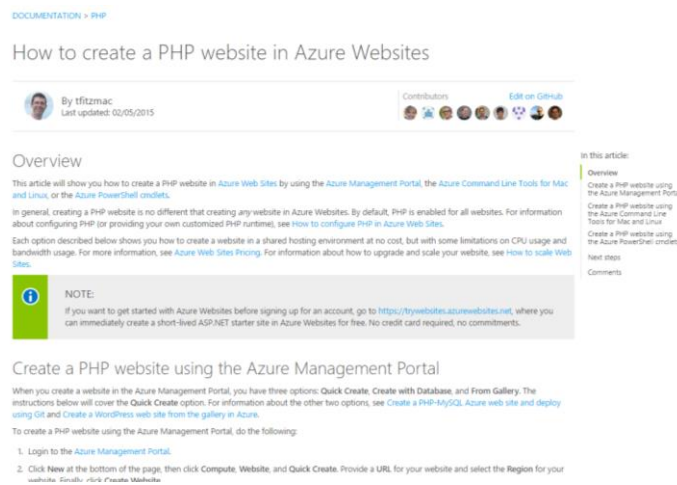 DOCUMENTATION > PHP
How to create a PHP website in Azure Websites
By tfitzmac
Last updated: 02/05/2015
Contributors
Edit on GitHub
Overview
This article will show you how to create a PHP website in Azure Web Sites by using the Azure Management Portal, the Azure Command Line Tools for Mac
and Linux, or the Azure PowerShell cmdlets.
In general, creating a PHP website is no different that creating any website in Azure Websites. By default, PHP is enabled for all websites. For information
about configuring PHP (or providing your own customized PHP runtime), see How to configure PHP in Azure Web Sites.
Each option described below shows you how to create a website in a shared hosting environment at no cost, but with some limitations on CPU usage and
bandwidth usage. For more information, see Azure Web Sites Pricing. For information about how to upgrade and scale your website, see How to scale Web
Sites.
NOTE:
If you want to get started with Azure Websites before signing up for an account, go to https://trywebsites.azurewebsites.net, where you
can immediately create a short-lived ASP.NET starter site in Azure Websites for free. No credit card required, no commitments.
Create a PHP website using the Azure Management Portal
When you create a website in the Azure Management Portal, you have three options: Quick Create, Create with Database, and From Gallery. The
instructions below will cover the Quick Create option. For information about the other two options, see Create a PHP-MySQL Azure web site and deploy
using Git and Create a WordPress web site from the gallery in Azure.
To create a PHP website using the Azure Management Portal, do the following:
1. Login to the Azure Management Portal.
2. Click New at the bottom of the page, then click Compute, Website, and Quick Create. Provide a URL for your website and select the Region for your
website. Finally, click Create Website.
In this article:
Overview
Create a PHP website using
the Azure Management Porta
Create a PHP website using
the Azure Command Line
Tools for Mac and Linux
Create a PHP website using
the Azure PowerShell cmdlet
Next steps
Comments